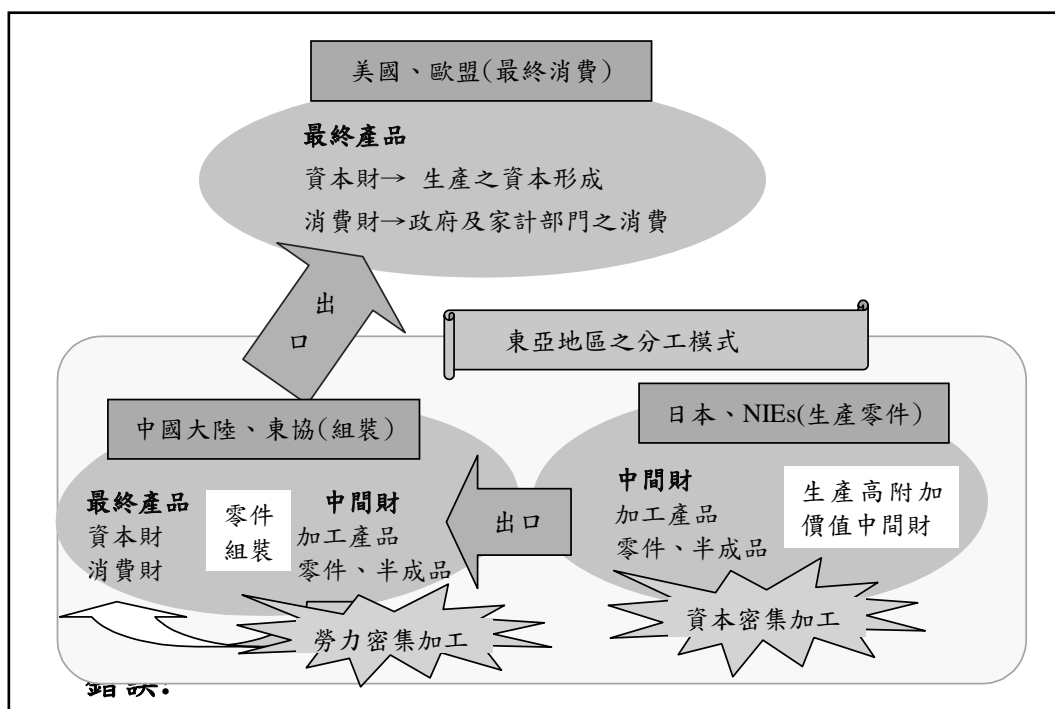 美國、歐盟(最終消費)
最終產品
資本財→ 生產之資本形成
消費財→政府及家計部門之消費
出
口
東亞地區之分工模式
中國大陸、東協(組裝)
日本、NIEs(生產零件)
最終產品
資本財
消費財
零件
組裝
中間財
加工產品
零件、半成品
出口
中間財
加工產品
零件、半成品
生產高附加
價值中間財
勞力密集加工
資本密集加工
錯誤!